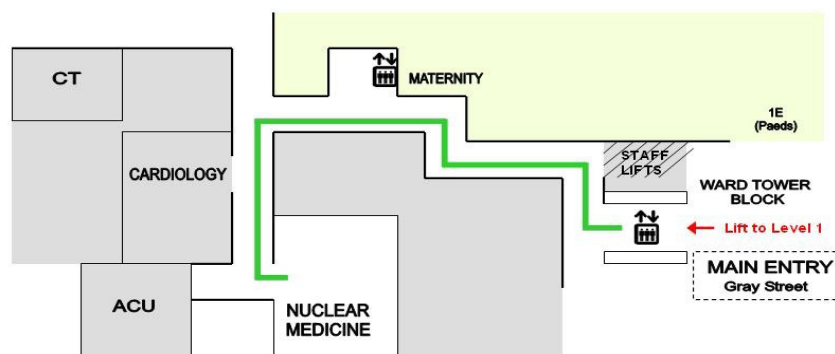 CT
MATERNITY
1E
(Paeds)
STAFF
LIFTS
CARDIOLOGY
WARD TOWER
BLOCK
Lift to Level 1
MAIN ENTRY
Gray Street
ACU
NUCLEAR
MEDICINE